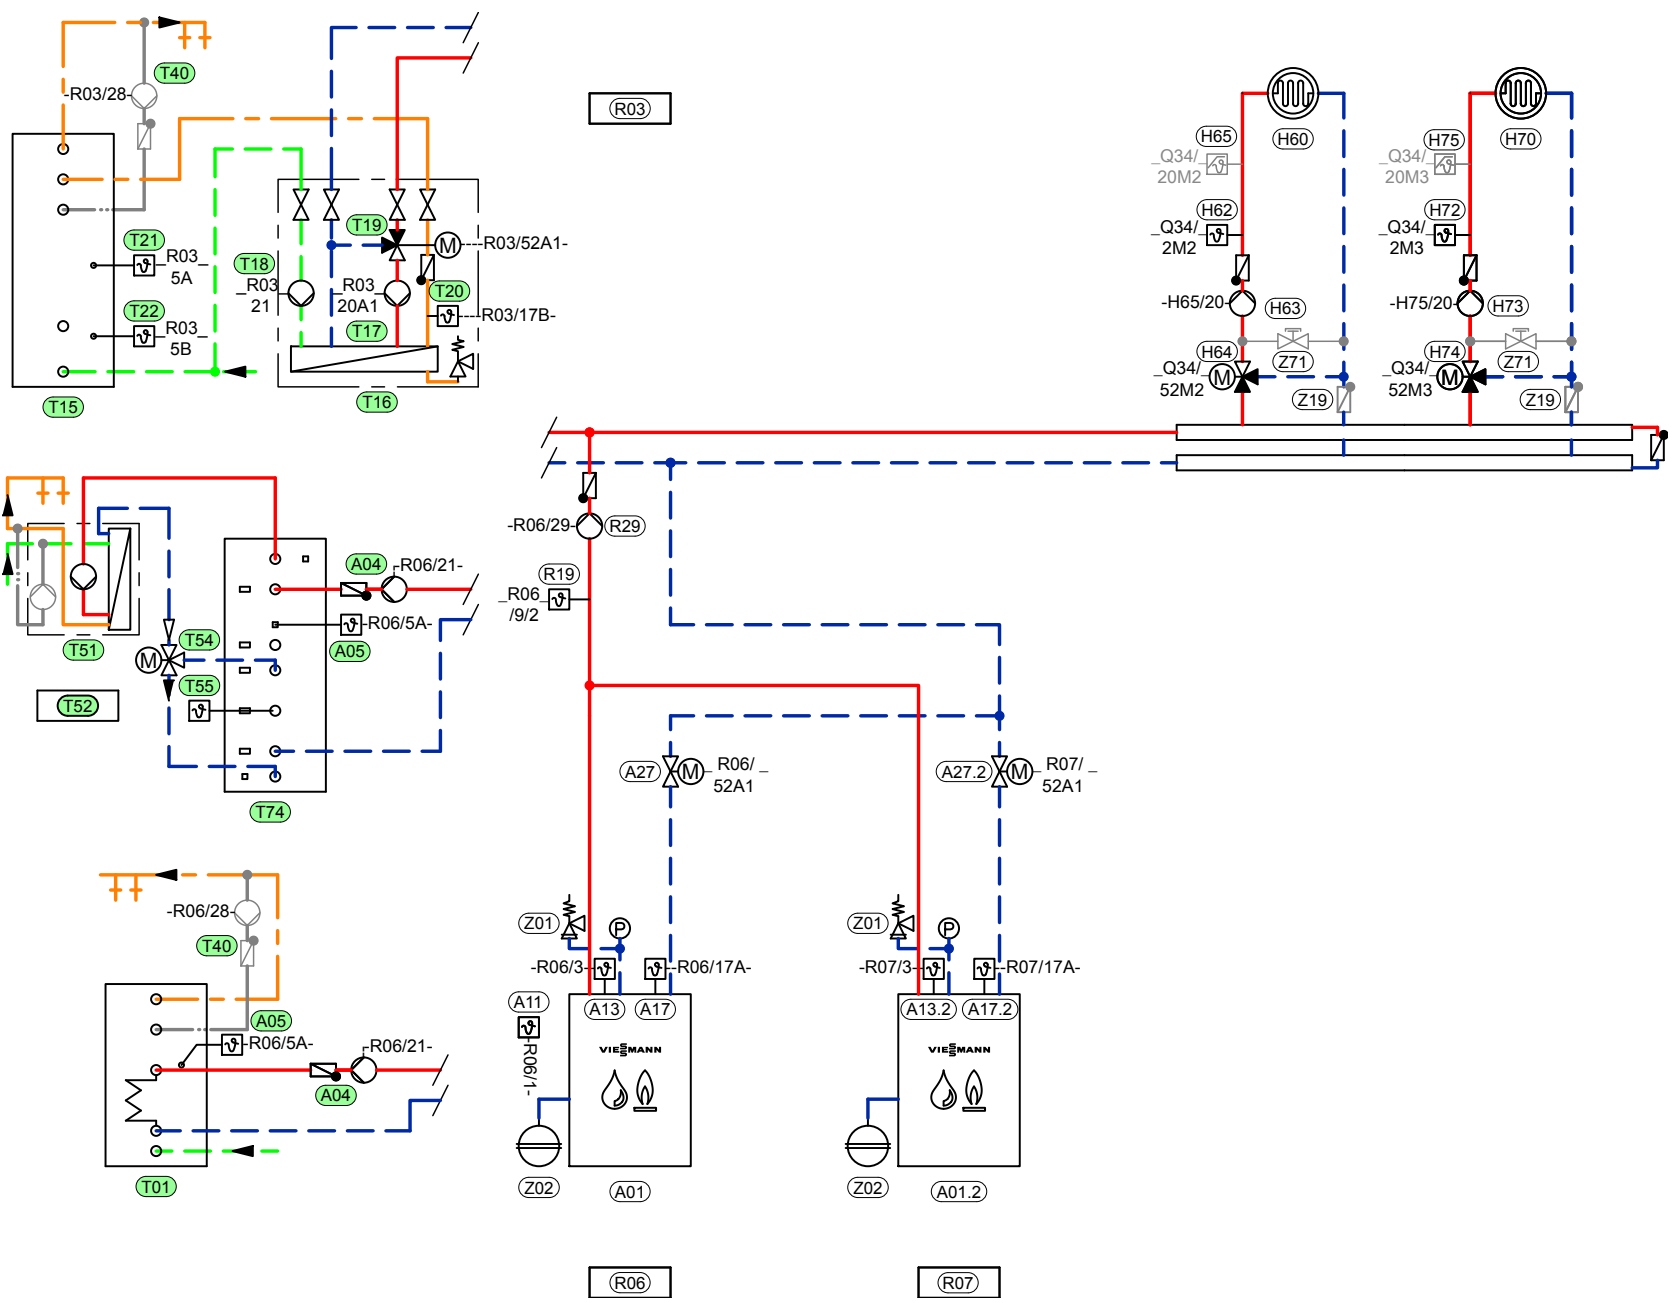 T40
-R03/28-
R03
H65
H60
H75
H70
_Q34/_
20M2
_Q34/_
20M3
T19
H62
H72
M
R03/52A1-
_Q34/_
2M2
_Q34/_
2M3
T21
R03_
5A
T18
_R03
21
_R03
20A1
T20
T22
R03_
5B
T17
R03/17B-
-H65/20-
H63
-H75/20-
H73
H64
Z71
H74
Z71
_Q34/
52M2
M
_Q34/
52M3
M
T15
T16
Z19
Z19
-R06/29-
R29
A04
R06/21-
R19
_R06_
/9/2
-R06/5A-
T51
T54
A05
M
T55
T52
A27
M
R06/_
52A1
A27.2
M
R07/_
52A1
T74
-R06/28-
T40
Z01
P
Z01
P
-R06/3-
-R06/17A-
-R07/3-
-R07/17A-
A11
A13
A17
A13.2
A17.2
A05
-R06/5A-
-R06/1-
R06/21-
VIESSMANN
VIESSMANN
A04
T01
Z02
A01
Z02
A01.2
R06
R07